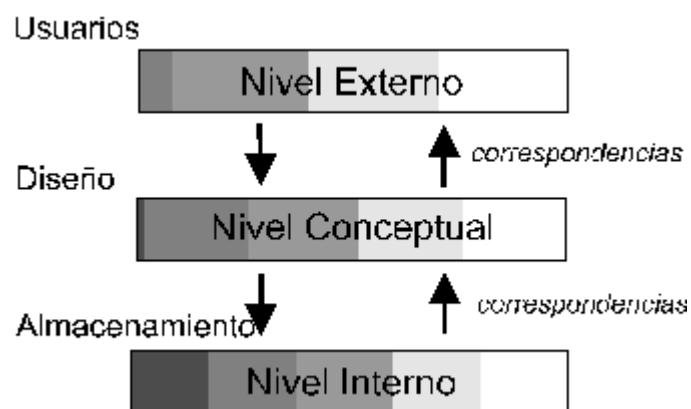 Usuarios
Nivel Externo
correspondencias
Diseño
Nivel Conceptual
correspondencias
Almacenamiento
Nivel Interno